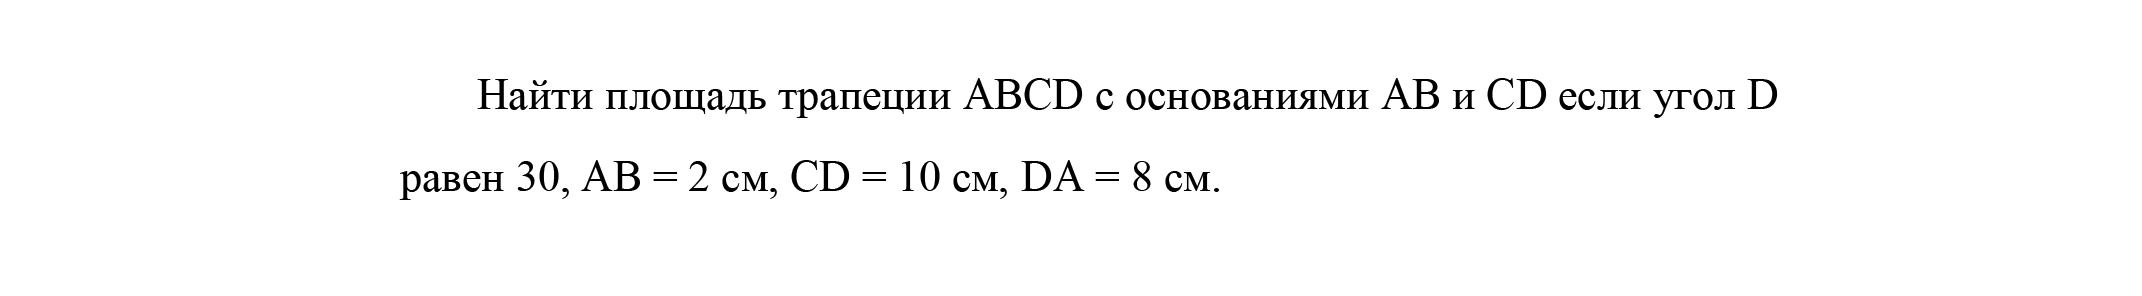 Найти площадь трапеции ABCD с основаниями AB и CD если угол D
равен 30, AB = 2 см, CD = 10 см, DA = 8 см.